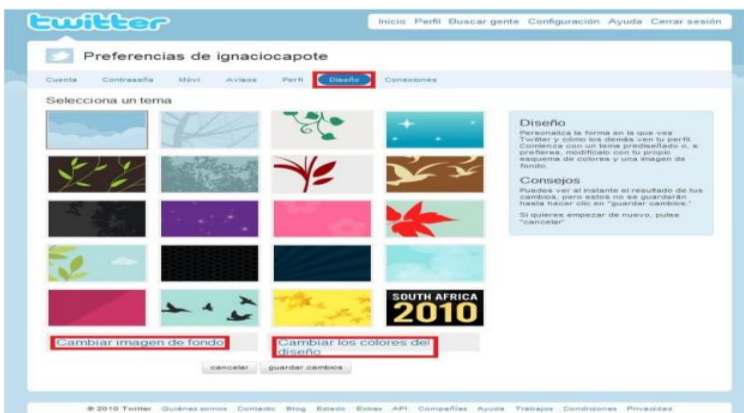 twitter
Inicio Perfil Buscar gente Configuración Ayuda Cerrar sesión
Preferencias de ignaciocapote
Cuenta Contraseña Móvil Avisos Perfil Diseño Conexiones
Selecciona un tema
Diseño
Personaliza la forma en la que ves
Twitter y cómo los demás ven tu perfil.
Comienza con un tema prediseñado o, s
prefieres, modifícalo con tu propio
esquema de colores y una imagen de
fondo.
Consejos
Puedes ver al instante el resultado de tus
cambios, pero estos no se guardarán
hasta hacer clic en "guardar cambios."
Si quieres empezar de nuevo, pulsa
"cancelar"
SOUTH AFRICA
2010
Cambiar imagen de fondo
Cambiar los colores del
diseño
cancelar guardar cambios
© 2010 Twitter Quiénes somos Contacto Blog Estado Extras API Compañías Ayuda Trabajos Condiciones Privacidad